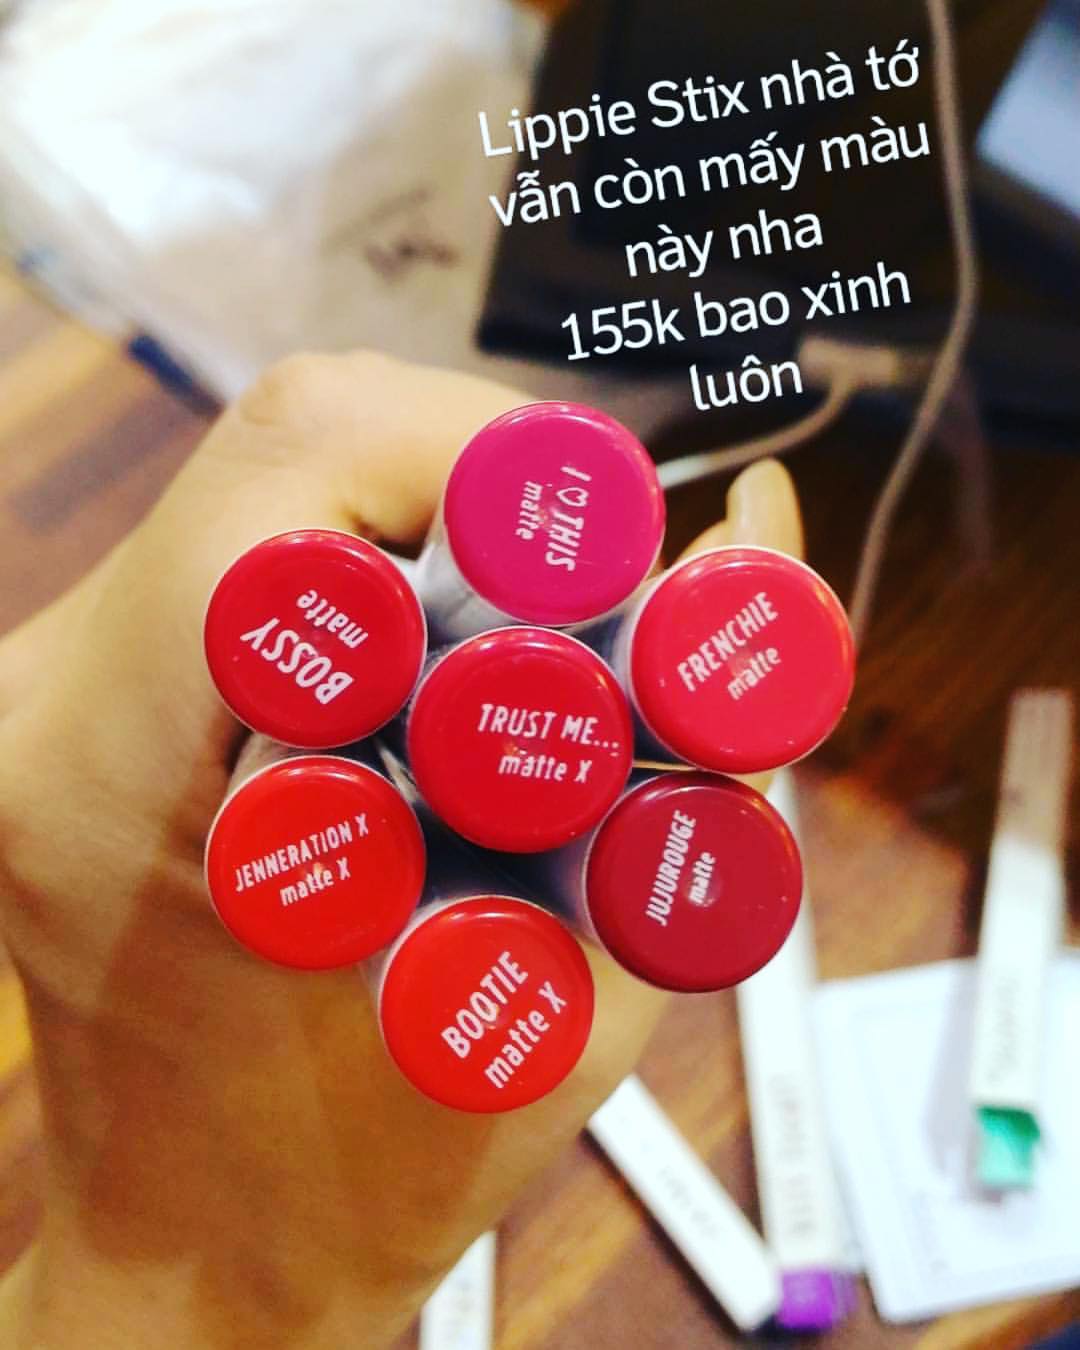 Lippie Stix nhà tớ
vẫn còn mấy màu
này nha
155k bao xinh
luôn
I ♡ THIS
matte
BOSSY
matte
FRENCHIE
matte
TRUST ME...
matte X
JENNERATION X
matte X
JUJUROUGE
matte
BOOTIE
matte X